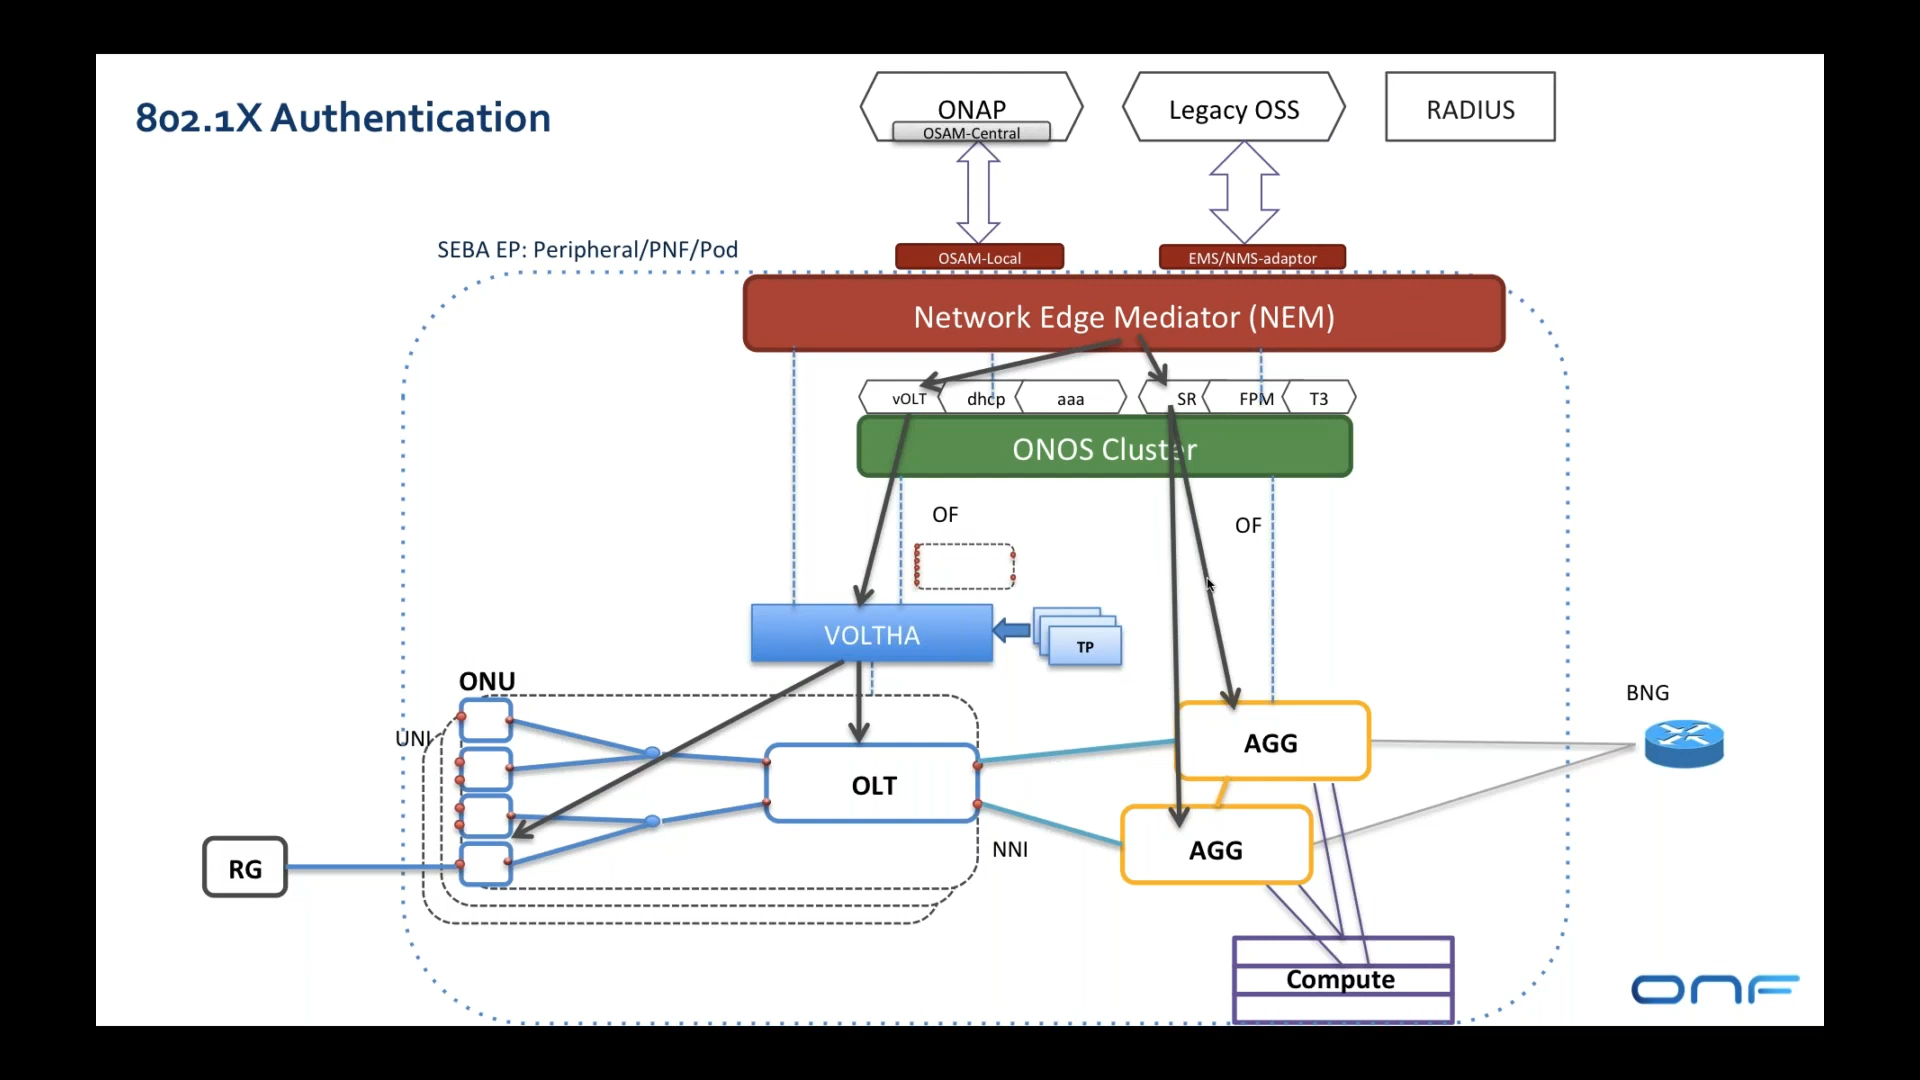 802.1X Authentication
ONAP
OSAM-Central
Legacy OSS
RADIUS
SEBA EP: Peripheral/PNF/Pod
OSAM-Local
EMS/NMS-adaptor
Network Edge Mediator (NEM)
vOLT
dhcp
aaa
SR
FPM
T3
ONOS Cluster
OF
OF
VOLTHA
TP
ONU
UNI
OLT
NNI
AGG
AGG
BNG
RG
Compute
ONF